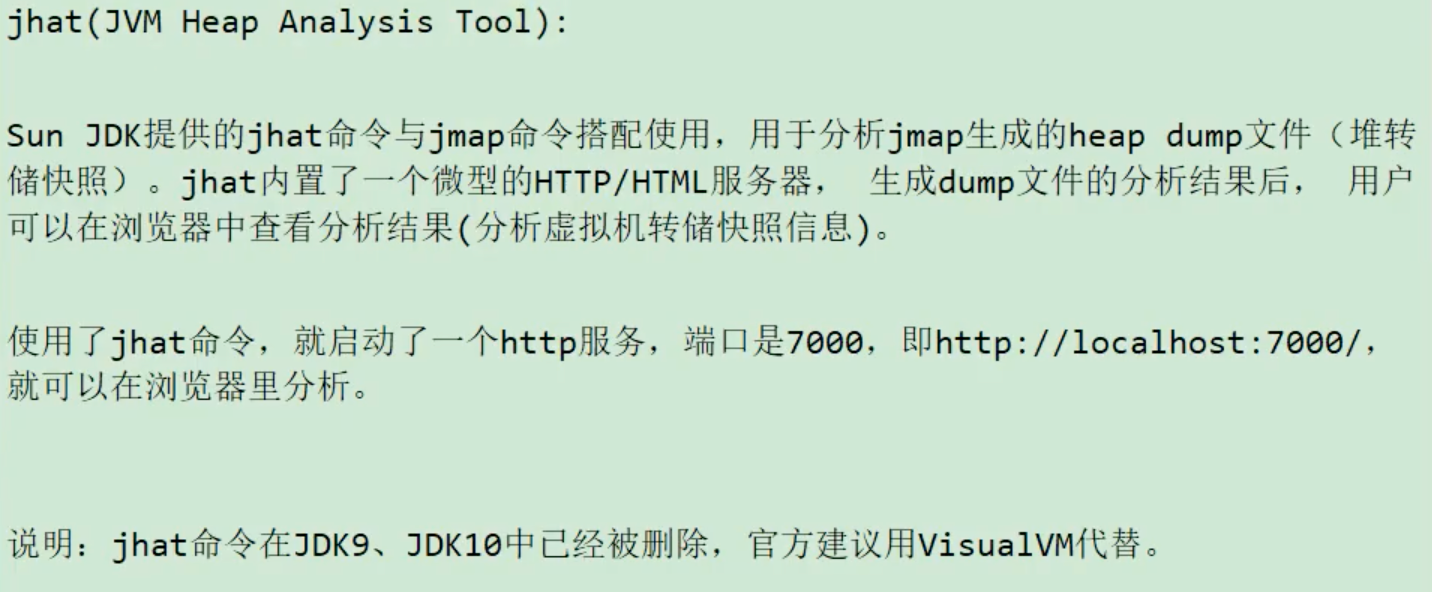 jhat(JVM Heap Analysis Tool):
Sun JDK提供的jhat命令与jmap命令搭配使用，用于分析jmap生成的heap dump文件（堆转
储快照）。jhat内置了一个微型的HTTP/HTML服务器， 生成dump文件的分析结果后， 用户
可以在浏览器中查看分析结果(分析虚拟机转储快照信息)。
使用了jhat命令，就启动了一个http服务，端口是7000，即http://localhost:7000/，
就可以在浏览器里分析。
说明：jhat命令在JDK9、JDK10中已经被删除，官方建议用VisualVM代替。